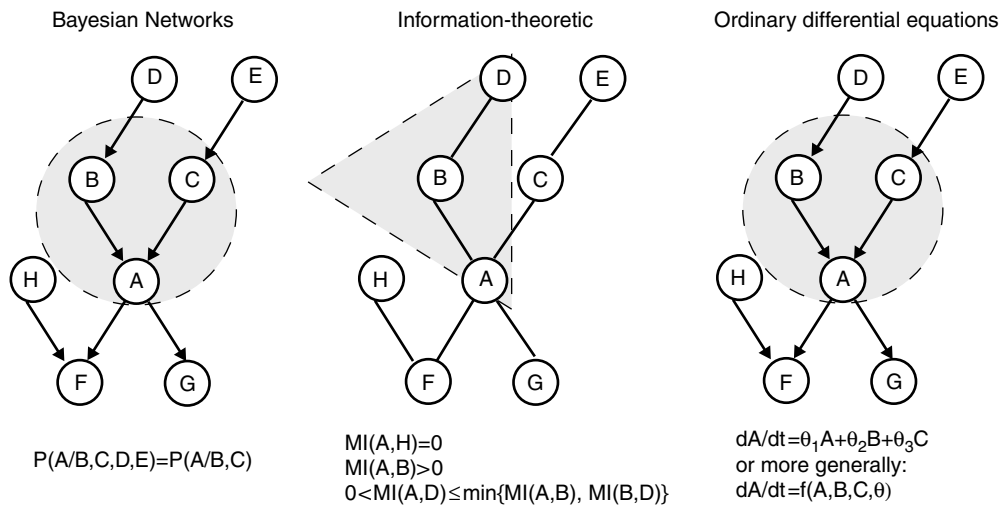 Bayesian Networks
Information-theoretic
Ordinary differential equations
D
E
B
C
H
A
F
G
P(A/B,C,D,E)=P(A/B,C)
D
E
B
C
H
A
F
G
MI(A,H)=0
MI(A,B)>0
0<MI(A,D)≤min{MI(A,B), MI(B,D)}
D
E
B
C
H
A
F
G
dA/dt=θ₁A+θ₂B+θ₃C
or more generally:
dA/dt=f(A,B,C,θ)